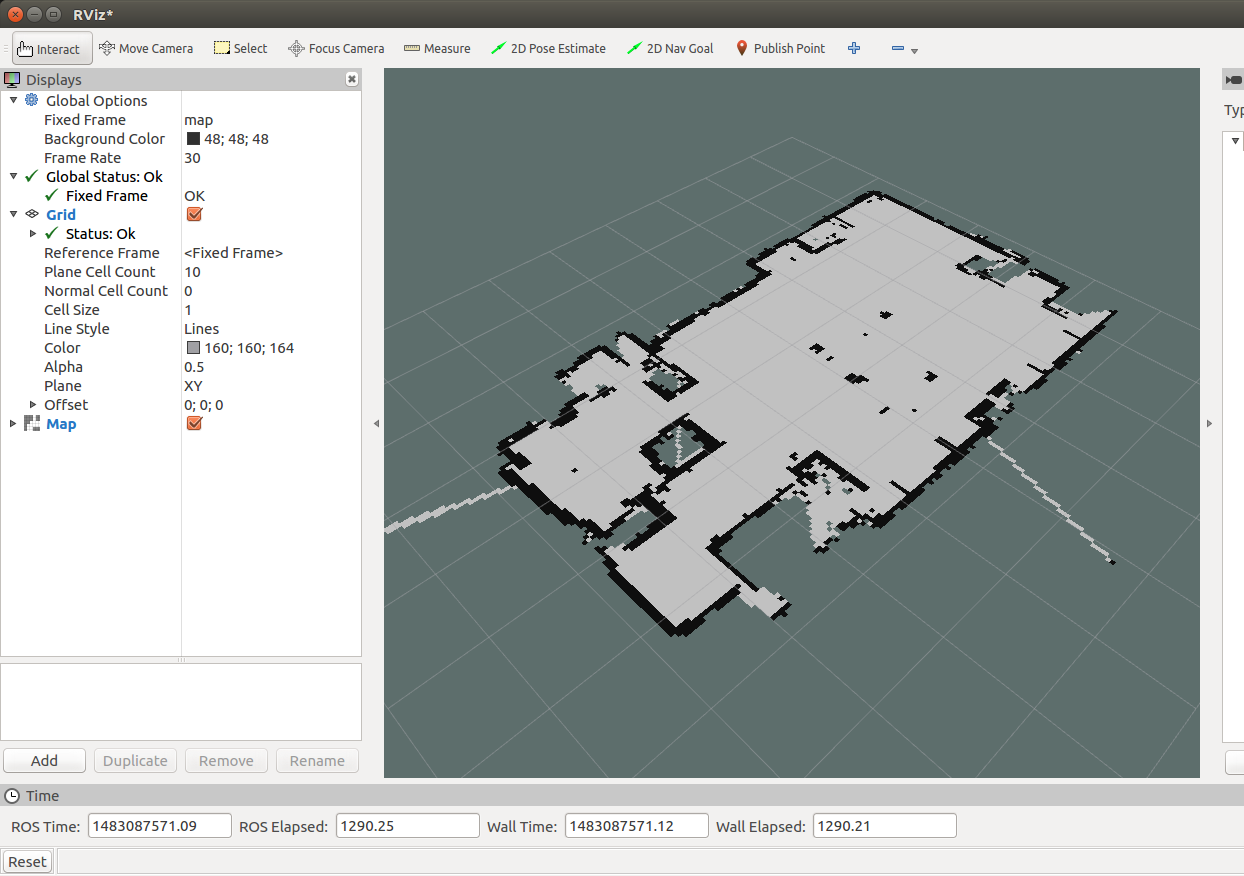 RViz*
Interact Move Camera Select Focus Camera Measure 2D Pose Estimate 2D Nav Goal Publish Point
Displays
Global Options
Fixed Frame map
Background Color 48; 48; 48
Frame Rate 30
Global Status: Ok
Fixed Frame OK
Grid
Status: Ok
Reference Frame <Fixed Frame>
Plane Cell Count 10
Normal Cell Count 0
Cell Size 1
Line Style Lines
Color 160; 160; 164
Alpha 0.5
Plane XY
Offset 0; 0; 0
Map
Typ
Add Duplicate Remove Rename
Time
ROS Time: 1483087571.09 ROS Elapsed: 1290.25 Wall Time: 1483087571.12 Wall Elapsed: 1290.21
Reset